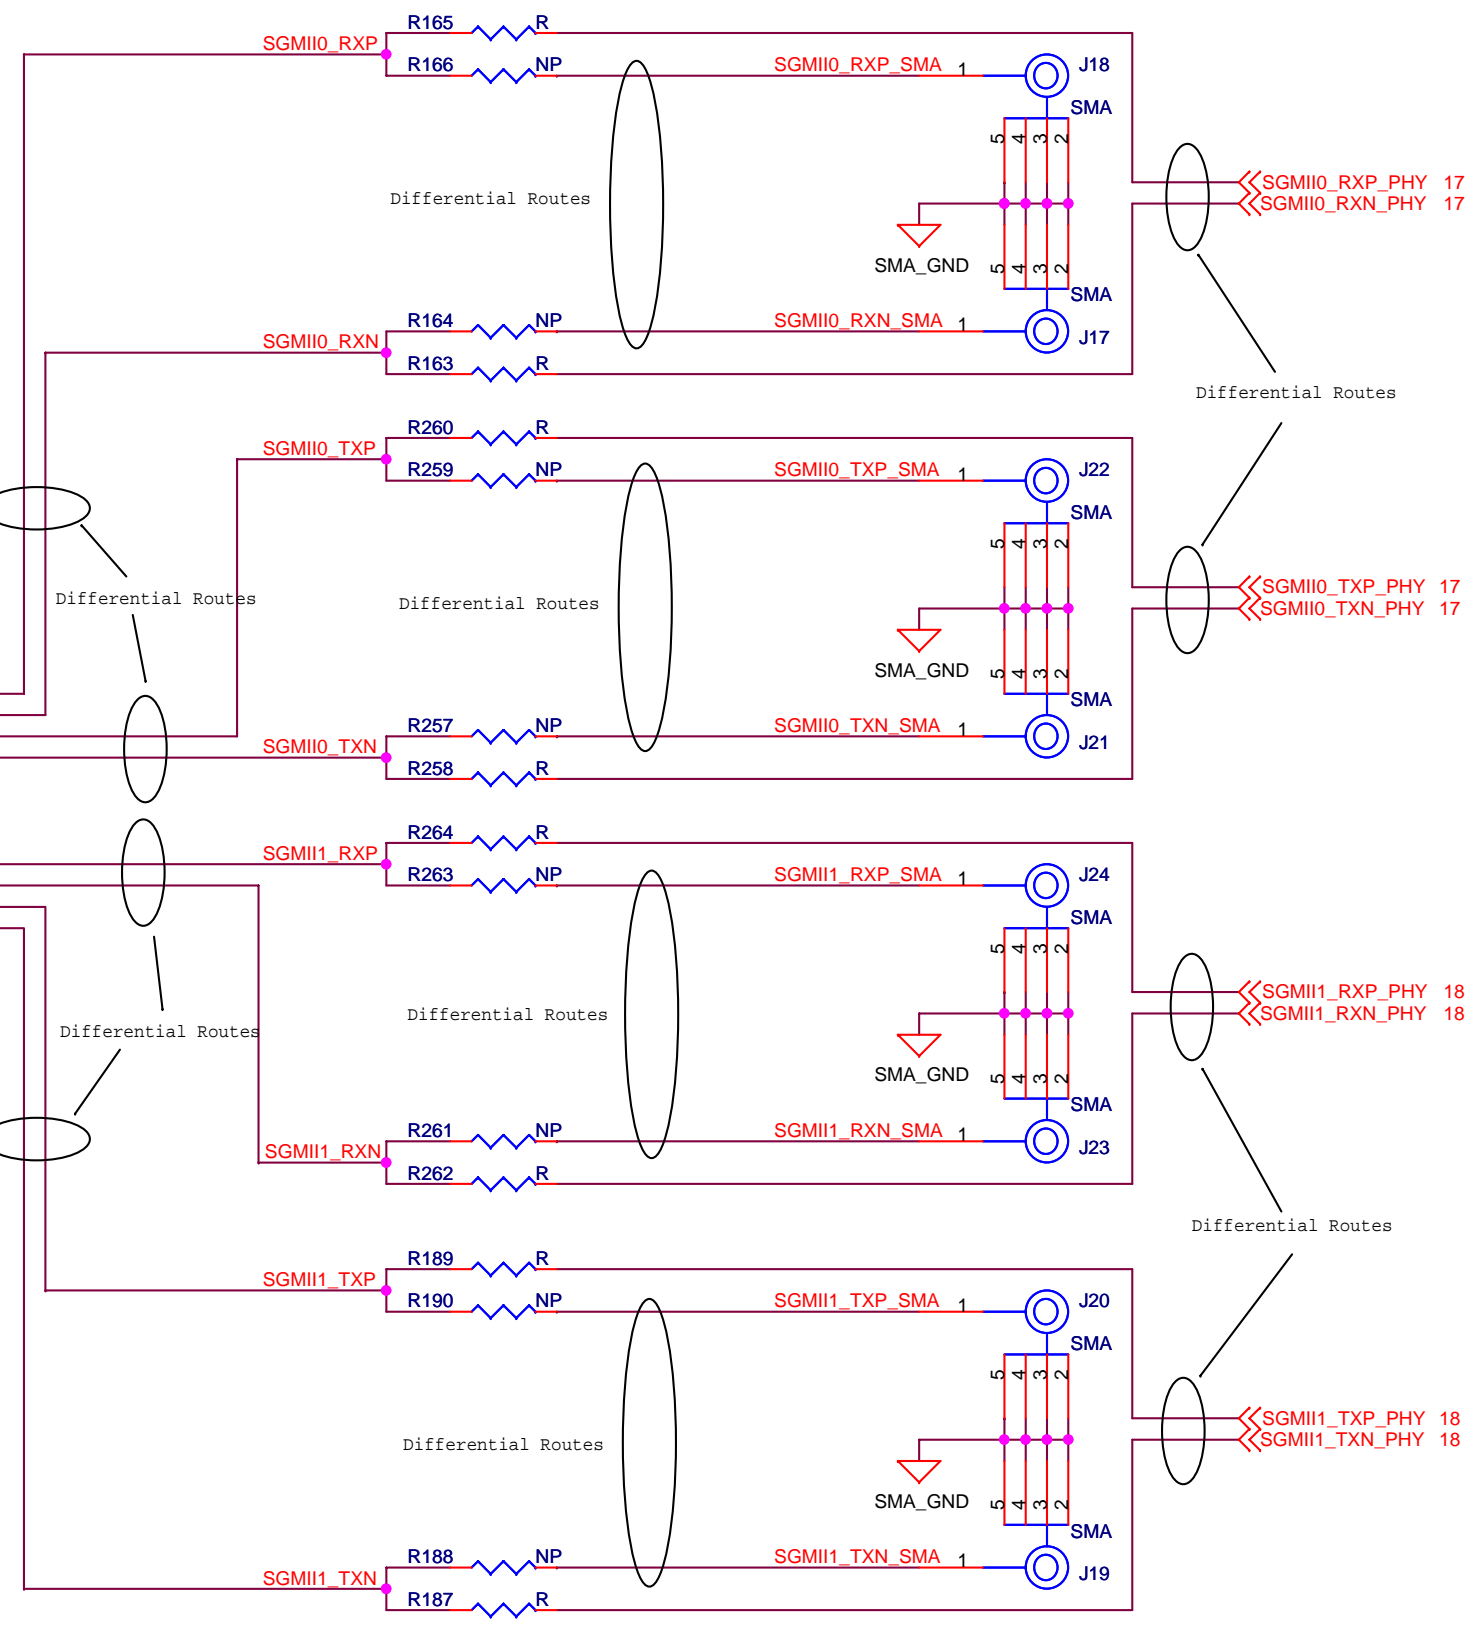 R165 R
SGMII0_RXP
R166 NP SGMII0_RXP_SMA 1 J18
SMA
5 4 3 2
Differential Routes
SGMII0_RXP_PHY 17
SGMII0_RXN_PHY 17
SMA_GND
5 4 3 2
SMA
R164 NP SGMII0_RXN_SMA 1 J17
SGMII0_RXN
R163 R
Differential Routes
R260 R
SGMII0_TXP
R259 NP SGMII0_TXP_SMA 1 J22
SMA
5 4 3 2
Differential Routes
Differential Routes
SGMII0_TXP_PHY 17
SGMII0_TXN_PHY 17
SMA_GND
5 4 3 2
SMA
R257 NP SGMII0_TXN_SMA 1 J21
SGMII0_TXN
R258 R
R264 R
SGMII1_RXP
R263 NP SGMII1_RXP_SMA 1 J24
SMA
5 4 3 2
SGMII1_RXP_PHY 18
SGMII1_RXN_PHY 18
Differential Routes
Differential Routes
SMA_GND
5 4 3 2
SMA
R261 NP SGMII1_RXN_SMA 1 J23
SGMII1_RXN
R262 R
Differential Routes
R189 R
SGMII1_TXP
R190 NP SGMII1_TXP_SMA 1 J20
SMA
5 4 3 2
SGMII1_TXP_PHY 18
SGMII1_TXN_PHY 18
Differential Routes
SMA_GND
5 4 3 2
SMA
R188 NP SGMII1_TXN_SMA 1 J19
SGMII1_TXN
R187 R